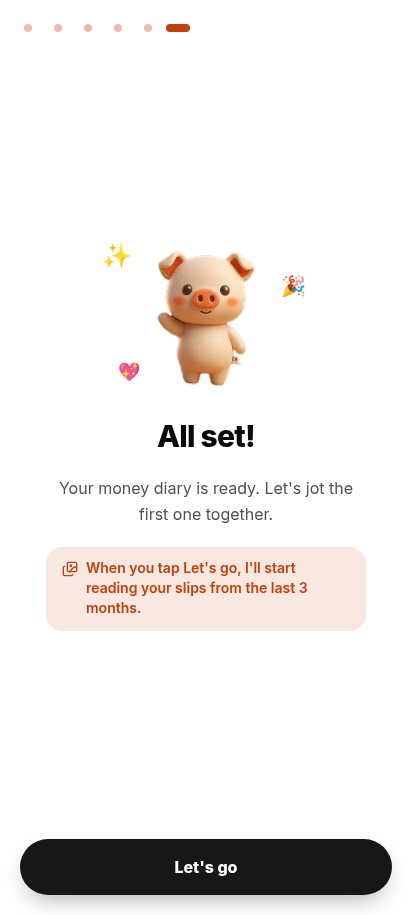 All set!
Your money diary is ready. Let's jot the
first one together.
When you tap Let's go, I'll start
reading your slips from the last 3
months.
Let's go